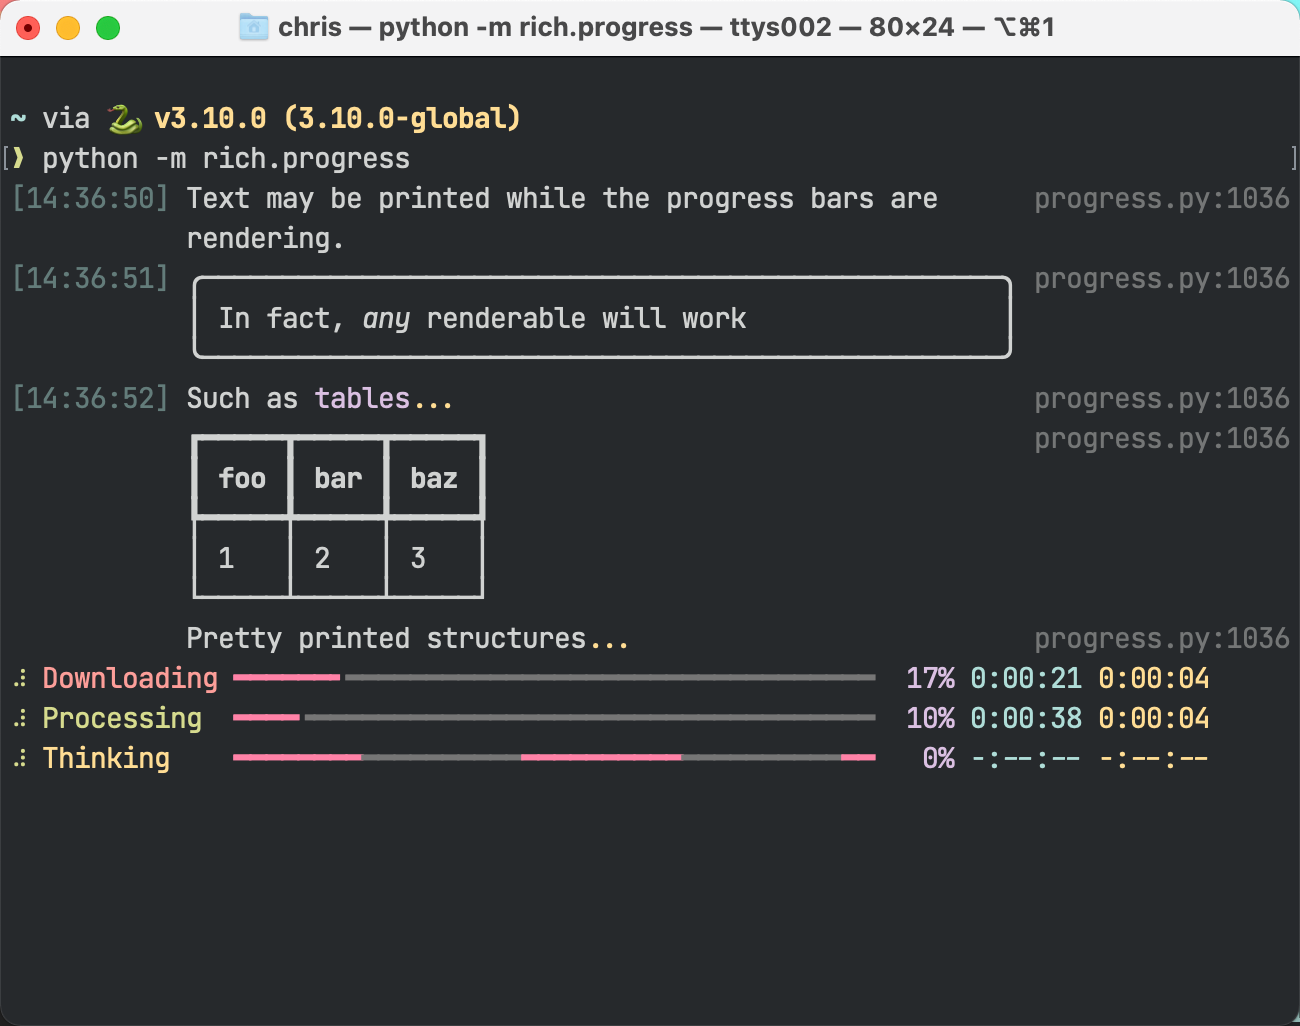 chris — python -m rich.progress — ttys002 — 80×24 — ⌥⌘1
~ via 🐍 v3.10.0 (3.10.0-global)
[❯ python -m rich.progress ]
[14:36:50] Text may be printed while the progress bars are progress.py:1036
rendering.
[14:36:51] progress.py:1036
In fact, any renderable will work
[14:36:52] Such as tables... progress.py:1036
progress.py:1036
foo bar baz
1 2 3
Pretty printed structures... progress.py:1036
Downloading 17% 0:00:21 0:00:04
Processing 10% 0:00:38 0:00:04
Thinking 0% -:--:-- -:--:--